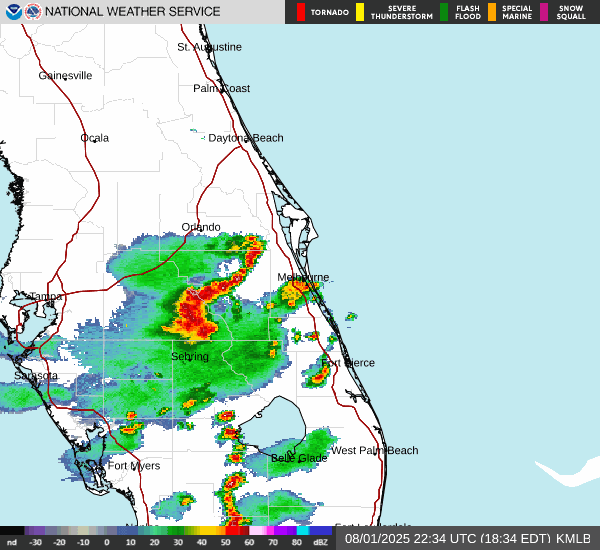 NATIONAL WEATHER SERVICE
TORNADO
SEVERE THUNDERSTORM
FLASH FLOOD
SPECIAL MARINE
SNOW SQUALL
St. Augustine
Gainesville
Palm Coast
Ocala
Daytona Beach
Orlando
Melbourne
Tampa
Sebring
Fort Pierce
Sarasota
West Palm Beach
Belle Glade
Fort Myers
nd -30 -20 -10 0 10 20 30 40 50 60 70 80 dBZ
08/01/2025 22:34 UTC (18:34 EDT) KMLB